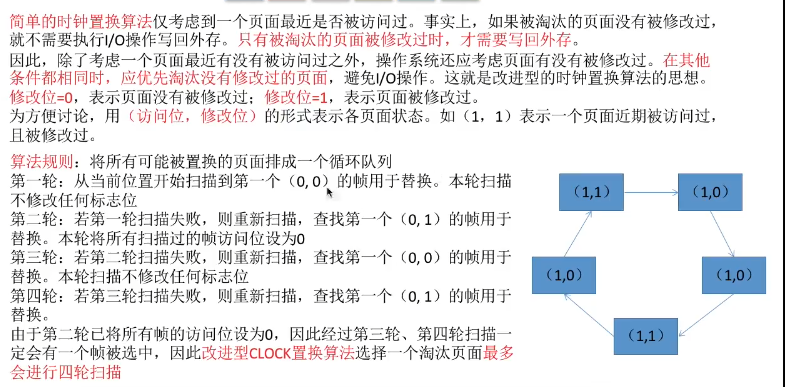 简单的时钟置换算法仅考虑到一个页面最近是否被访问过。事实上，如果被淘汰的页面没有被修改过，
就不需要执行I/O操作写回外存。只有被淘汰的页面被修改过时，才需要写回外存。
因此，除了考虑一个页面最近有没有被访问过之外，操作系统还应考虑页面有没有被修改过。在其他
条件都相同时，应优先淘汰没有修改过的页面，避免I/O操作。这就是改进型的时钟置换算法的思想。
修改位=0，表示页面没有被修改过；修改位=1，表示页面被修改过。
为方便讨论，用（访问位，修改位）的形式表示各页面状态。如（1，1）表示一个页面近期被访问过，
且被修改过。
算法规则：将所有可能被置换的页面排成一个循环队列
第一轮：从当前位置开始扫描到第一个（0, 0）的帧用于替换。本轮扫描
不修改任何标志位
第二轮：若第一轮扫描失败，则重新扫描，查找第一个（0, 1）的帧用于
替换。本轮将所有扫描过的帧访问位设为0
第三轮：若第二轮扫描失败，则重新扫描，查找第一个（0, 0）的帧用于
替换。本轮扫描不修改任何标志位
第四轮：若第三轮扫描失败，则重新扫描，查找第一个（0, 1）的帧用于
替换。
由于第二轮已将所有帧的访问位设为0，因此经过第三轮、第四轮扫描一
定会有一个帧被选中，因此改进型CLOCK置换算法选择一个淘汰页面最多
会进行四轮扫描
（1,1）
（1,0）
（1,0）
（1,0）
（1,1）